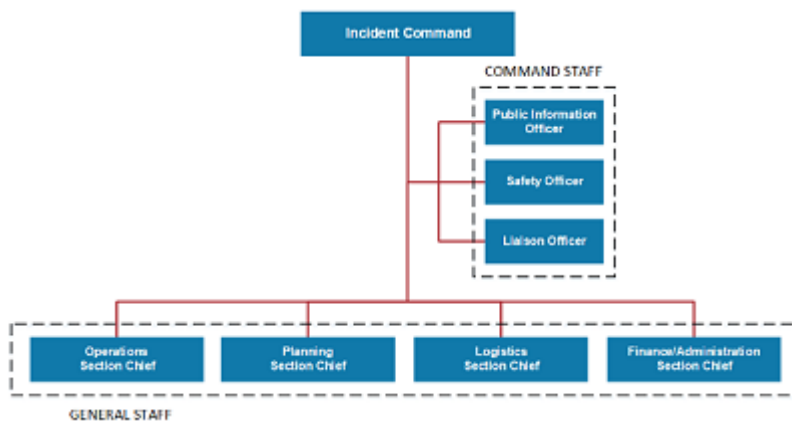 Incident Command
COMMAND STAFF
Public Information
Officer
Safety Officer
Liaison Officer
Operations
Section Chief
Planning
Section Chief
Logistics
Section Chief
Finance/Administration
Section Chief
GENERAL STAFF